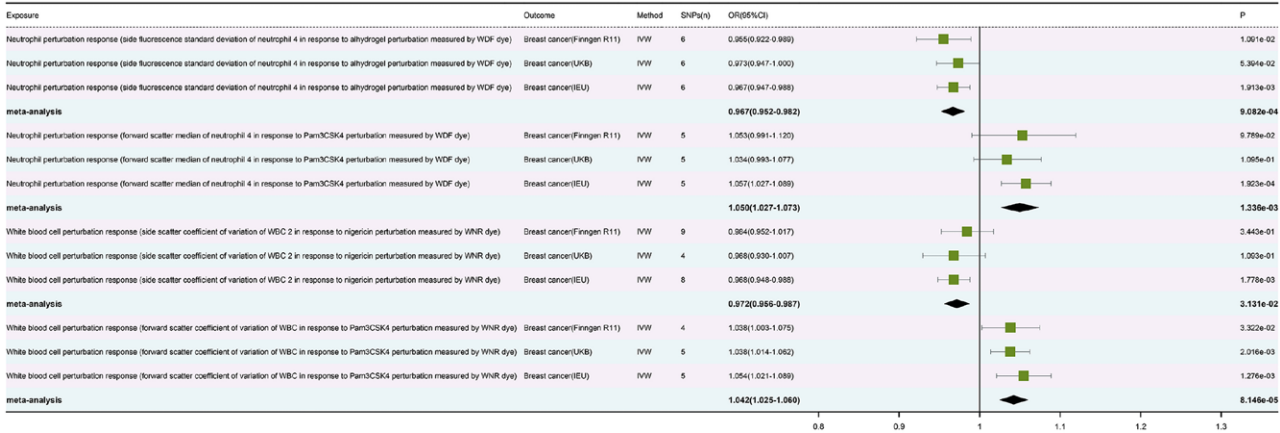 Exposure Outcome Method SNPs(n) OR(95%CI) P
Neutrophil perturbation response (side fluorescence standard deviation of neutrophil 4 in response to alhydrogel perturbation measured by WDF dye) Breast cancer(Finngen R11) IVW 6 0.955(0.922-0.989) 1.091e-02
Neutrophil perturbation response (side fluorescence standard deviation of neutrophil 4 in response to alhydrogel perturbation measured by WDF dye) Breast cancer(UKB) IVW 6 0.973(0.947-1.000) 5.394e-02
Neutrophil perturbation response (side fluorescence standard deviation of neutrophil 4 in response to alhydrogel perturbation measured by WDF dye) Breast cancer(IEU) IVW 6 0.967(0.947-0.988) 1.913e-03
meta-analysis 0.967(0.952-0.982) 9.082e-04
Neutrophil perturbation response (forward scatter median of neutrophil 4 in response to Pam3CSK4 perturbation measured by WDF dye) Breast cancer(Finngen R11) IVW 5 1.053(0.991-1.120) 9.789e-02
Neutrophil perturbation response (forward scatter median of neutrophil 4 in response to Pam3CSK4 perturbation measured by WDF dye) Breast cancer(UKB) IVW 5 1.034(0.993-1.077) 1.095e-01
Neutrophil perturbation response (forward scatter median of neutrophil 4 in response to Pam3CSK4 perturbation measured by WDF dye) Breast cancer(IEU) IVW 5 1.057(1.027-1.089) 1.923e-04
meta-analysis 1.050(1.027-1.073) 1.336e-03
White blood cell perturbation response (side scatter coefficient of variation of WBC 2 in response to nigericin perturbation measured by WNR dye) Breast cancer(Finngen R11) IVW 9 0.984(0.952-1.017) 3.443e-01
White blood cell perturbation response (side scatter coefficient of variation of WBC 2 in response to nigericin perturbation measured by WNR dye) Breast cancer(UKB) IVW 4 0.968(0.930-1.007) 1.093e-01
White blood cell perturbation response (side scatter coefficient of variation of WBC 2 in response to nigericin perturbation measured by WNR dye) Breast cancer(IEU) IVW 8 0.968(0.948-0.988) 1.778e-03
meta-analysis 0.972(0.956-0.987) 3.131e-02
White blood cell perturbation response (forward scatter coefficient of variation of WBC in response to Pam3CSK4 perturbation measured by WNR dye) Breast cancer(Finngen R11) IVW 4 1.038(1.003-1.075) 3.322e-02
White blood cell perturbation response (forward scatter coefficient of variation of WBC in response to Pam3CSK4 perturbation measured by WNR dye) Breast cancer(UKB) IVW 5 1.038(1.014-1.062) 2.016e-03
White blood cell perturbation response (forward scatter coefficient of variation of WBC in response to Pam3CSK4 perturbation measured by WNR dye) Breast cancer(IEU) IVW 5 1.054(1.021-1.089) 1.276e-03
meta-analysis 1.042(1.025-1.060) 8.146e-05
0.8 0.9 1 1.1 1.2 1.3